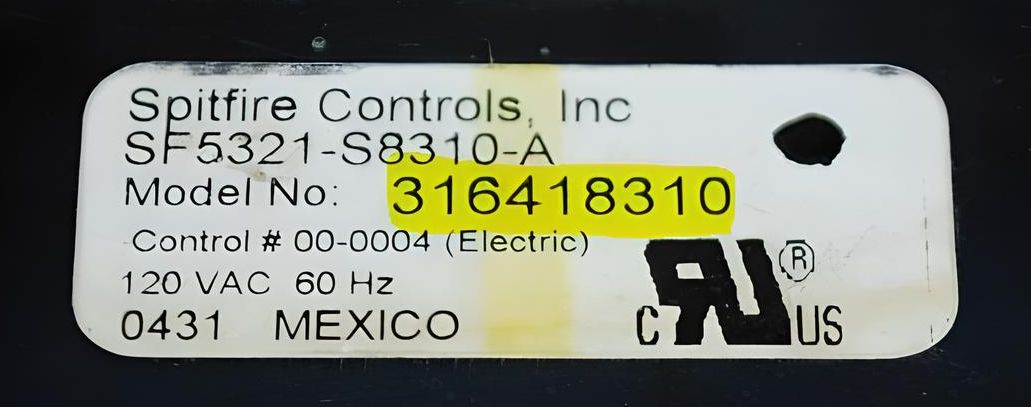 Spitfire Controls, Inc
SF5321-S8310-A
Model No: 316418310
Control # 00-0004 (Electric)
120 VAC 60 Hz
0431 MEXICO
C RU ® US